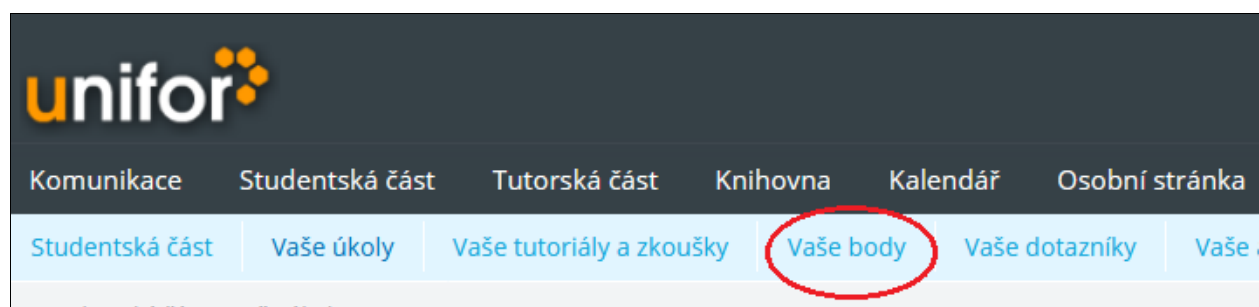 unifor
Komunikace Studentská část Tutorská část Knihovna Kalendář Osobní stránka
Studentská část Vaše úkoly Vaše tutoriály a zkoušky Vaše body Vaše dotazníky Vaše